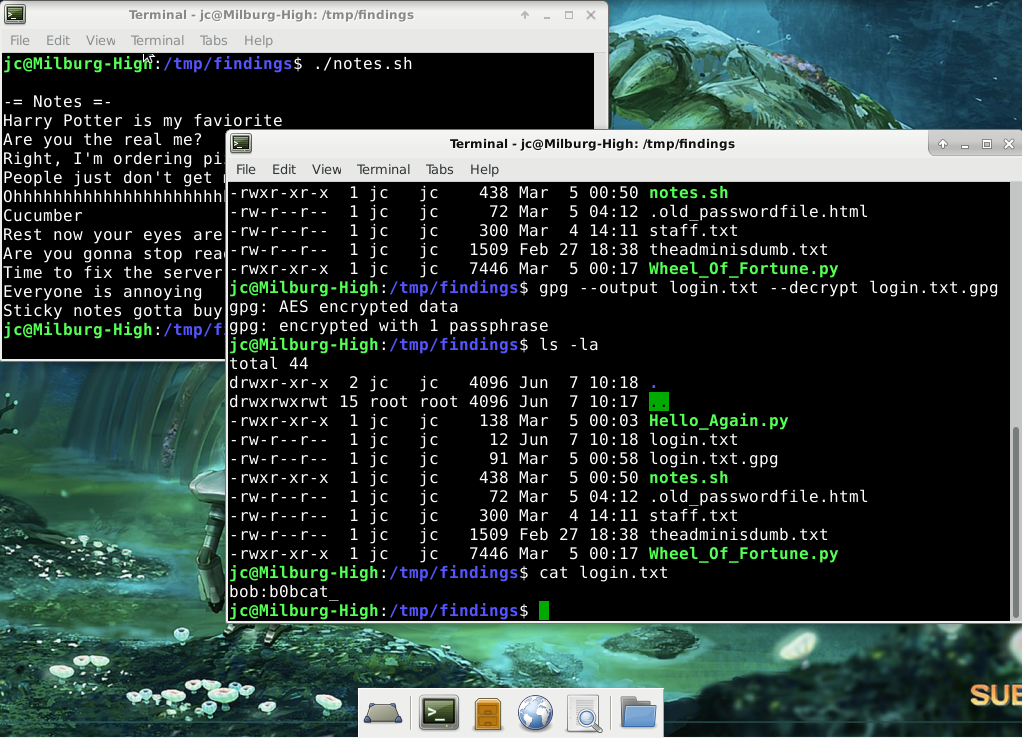 Terminal - jc@Milburg-High: /tmp/findings
File Edit View Terminal Tabs Help
jc@Milburg-High:/tmp/findings$ ./notes.sh
-= Notes =-
Harry Potter is my faviorite
Are you the real me?
Right, I'm ordering
People just don't get
Ohhhhhhhhhhhhhhhhhhhhh
Cucumber
Rest now your eyes are
Are you gonna stop
Time to fix the server
Everyone is annoying
Sticky notes gotta buy
jc@Milburg-High:/tmp/f
Terminal - jc@Milburg-High: /tmp/findings
File Edit View Terminal Tabs Help
-rwxr-xr-x 1 jc jc 438 Mar 5 00:50 notes.sh
-rw-r--r-- 1 jc jc 72 Mar 5 04:12 .old_passwordfile.html
-rw-r--r-- 1 jc jc 300 Mar 4 14:11 staff.txt
-rw-r--r-- 1 jc jc 1509 Feb 27 18:38 theadminisdumb.txt
-rwxr-xr-x 1 jc jc 7446 Mar 5 00:17 Wheel_Of_Fortune.py
jc@Milburg-High:/tmp/findings$ gpg --output login.txt --decrypt login.txt.gpg
gpg: AES encrypted data
gpg: encrypted with 1 passphrase
jc@Milburg-High:/tmp/findings$ ls -la
total 44
drwxr-xr-x 2 jc jc 4096 Jun 7 10:18 .
drwxrwxrwt 15 root root 4096 Jun 7 10:17 ..
-rwxr-xr-x 1 jc jc 138 Mar 5 00:03 Hello_Again.py
-rw-r--r-- 1 jc jc 12 Jun 7 10:18 login.txt
-rw-r--r-- 1 jc jc 91 Mar 5 00:58 login.txt.gpg
-rwxr-xr-x 1 jc jc 438 Mar 5 00:50 notes.sh
-rw-r--r-- 1 jc jc 72 Mar 5 04:12 .old_passwordfile.html
-rw-r--r-- 1 jc jc 300 Mar 4 14:11 staff.txt
-rw-r--r-- 1 jc jc 1509 Feb 27 18:38 theadminisdumb.txt
-rwxr-xr-x 1 jc jc 7446 Mar 5 00:17 Wheel_Of_Fortune.py
jc@Milburg-High:/tmp/findings$ cat login.txt
bob:b0bcat_
jc@Milburg-High:/tmp/findings$